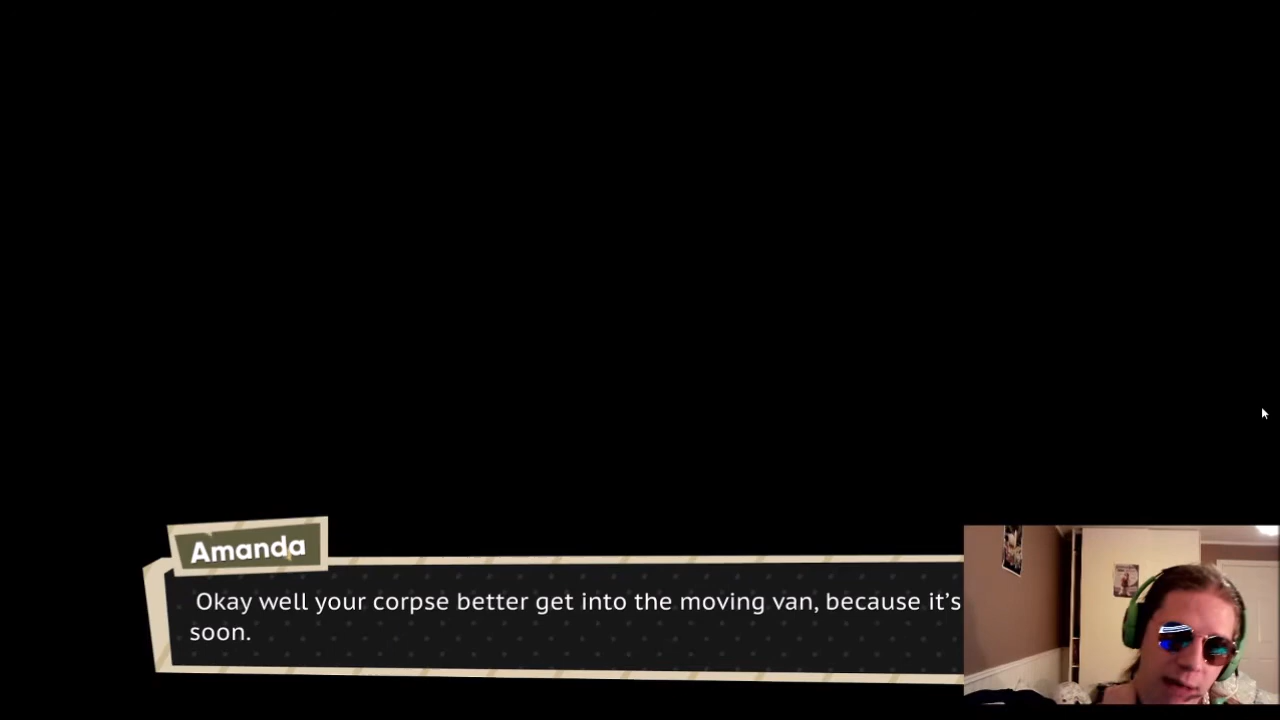 Amanda
Okay well your corpse better get into the moving van, because it’s
soon.